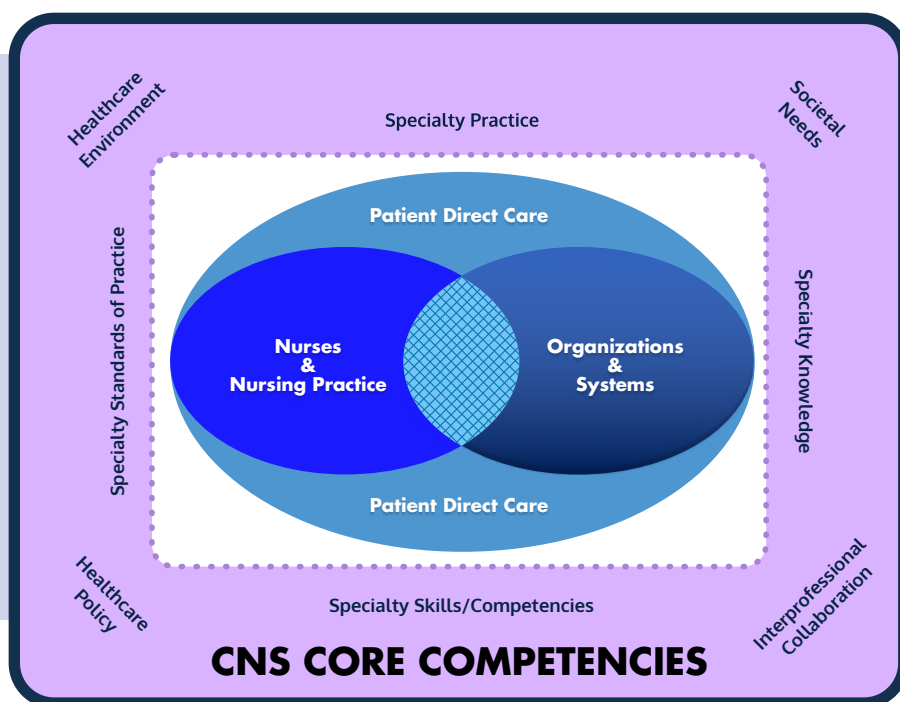 Healthcare
Environment
Specialty Practice
Societal
Needs
Patient Direct Care
Specialty Standards of Practice
Nurses
&
Nursing Practice
Organizations
&
Systems
Specialty Knowledge
Patient Direct Care
Healthcare
Policy
Specialty Skills/Competencies
Interprofessional
Collaboration
CNS CORE COMPETENCIES